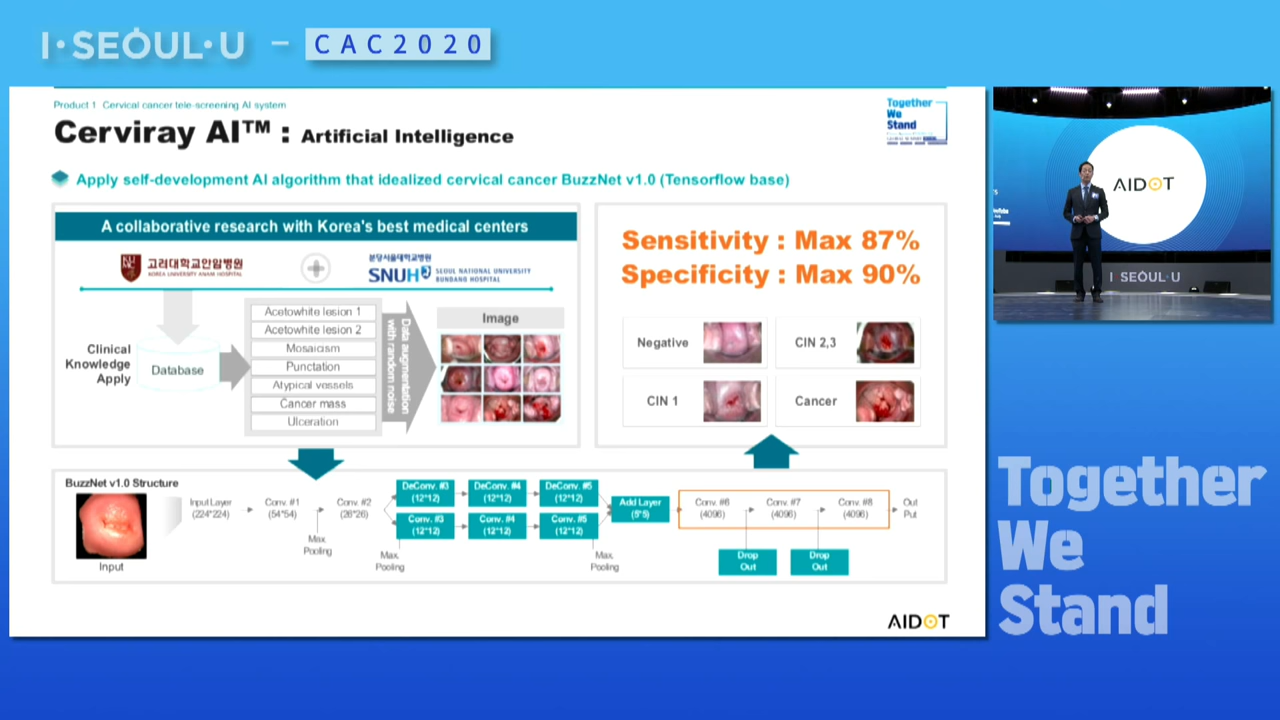 I·SEOUL·U
CAC2020
Product 1 Cervical cancer tele-screening AI system
Cerviray AI™ : Artificial Intelligence
Together
We
Stand
Apply self-development AI algorithm that idealized cervical cancer BuzzNet v1.0 (Tensorflow base)
A collaborative research with Korea's best medical centers
고려대학교안암병원
KOREA UNIVERSITY ANAM HOSPITAL
분당서울대학교병원
SNUH
SEOUL NATIONAL UNIVERSITY
BUNDANG HOSPITAL
Clinical
Knowledge
Apply
Database
Acetowhite lesion 1
Acetowhite lesion 2
Mosaicism
Punctation
Atypical vessels
Cancer mass
Ulceration
Data augmentation
with random noise
Image
Sensitivity : Max 87%
Specificity : Max 90%
Negative
CIN 2,3
CIN 1
Cancer
BuzzNet v1.0 Structure
Input
Input Layer
(224*224)
Conv. #1
(54*54)
Max
Pooling
Conv. #2
(26*26)
Max
Pooling
DeConv. #3
(12*12)
DeConv. #4
(12*12)
DeConv. #5
(12*12)
Conv. #3
(12*12)
Conv. #4
(12*12)
Conv. #5
(12*12)
Max
Pooling
Add Layer
(5*5)
Conv. #6
(4096)
Conv. #7
(4096)
Conv. #8
(4096)
Drop
Out
Drop
Out
Out
Put
AIDOT
AIDOT
I SEOUL·U
Together
We
Stand